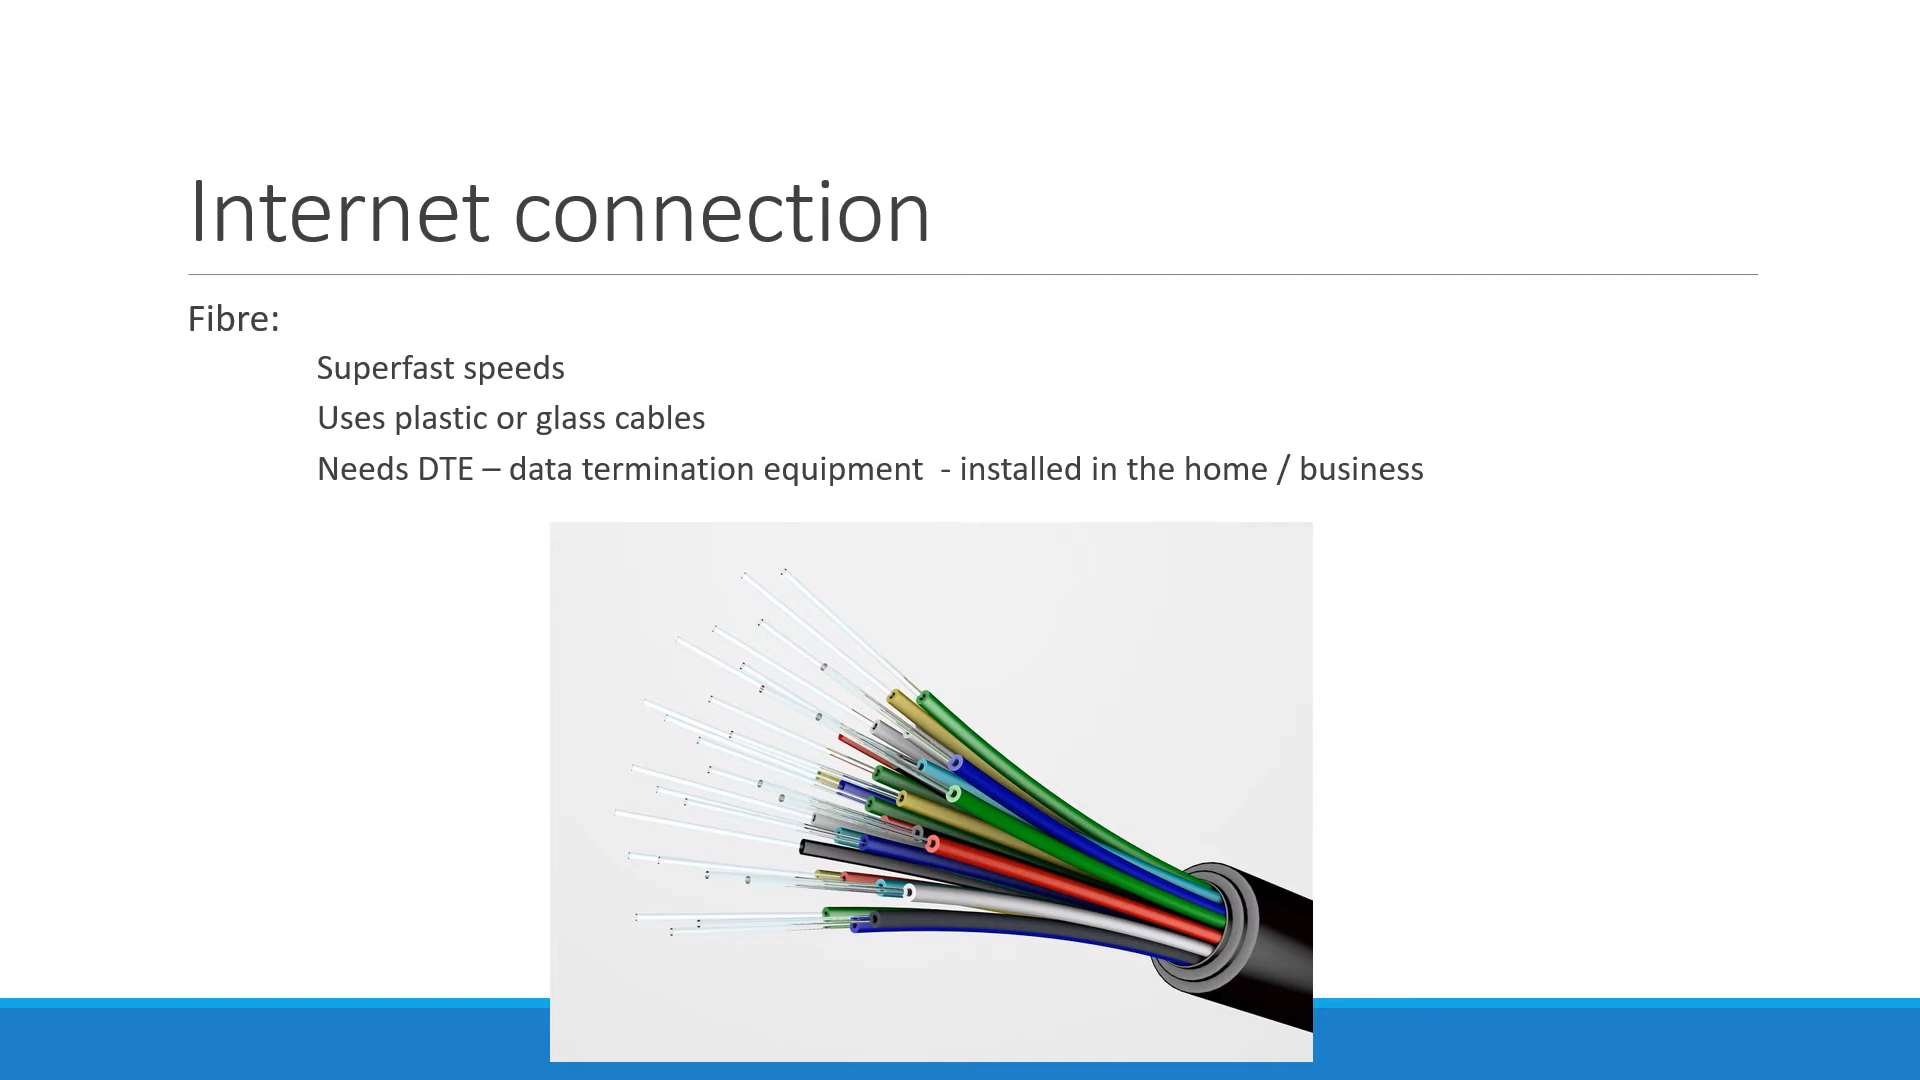 Internet connection
Fibre:
Superfast speeds
Uses plastic or glass cables
Needs DTE – data termination equipment  - installed in the home / business